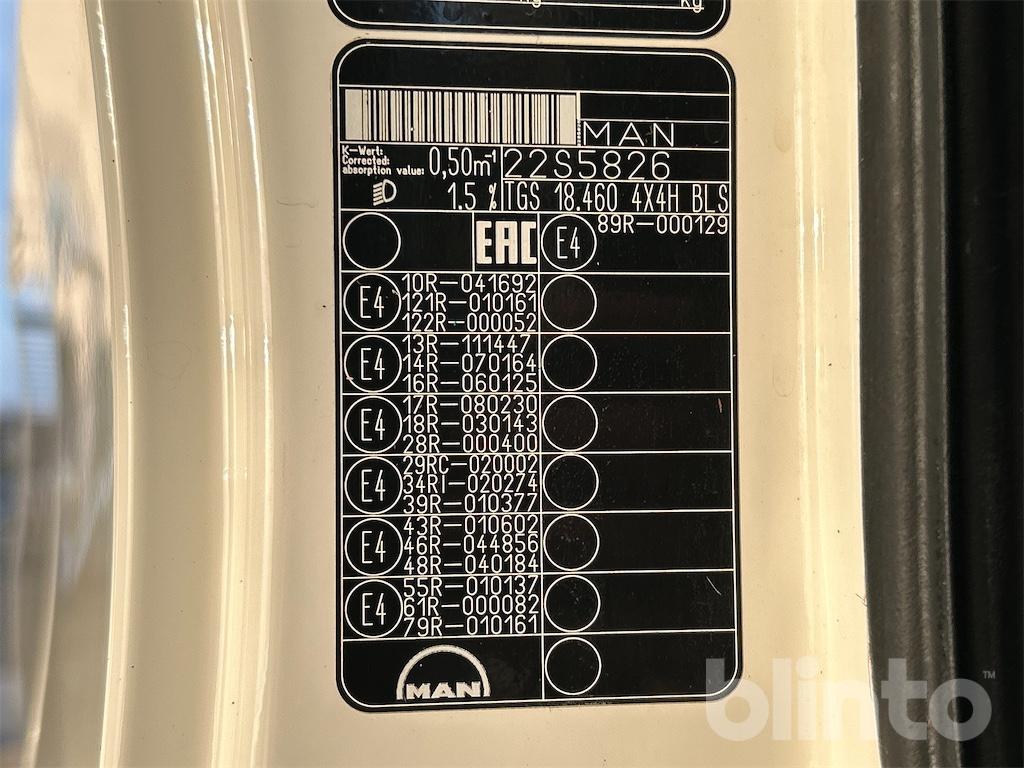 kg
MAN
K-Wert:
Corrected
absorption value: 0,50m⁻¹ 22S5826
1.5 % TGS 18.460 4X4H BLS
EAC E4 89R-000129
E4 10R-041692
121R-010161
122R-000052
E4 13R-111447
14R-070164
16R-060125
E4 17R-080230
18R-030143
28R-000400
E4 29RC-020002
34RI-020274
39R-010377
E4 43R-010602
46R-044856
48R-040184
E4 55R-010137
61R-000082
79R-010161
MAN
blinto™